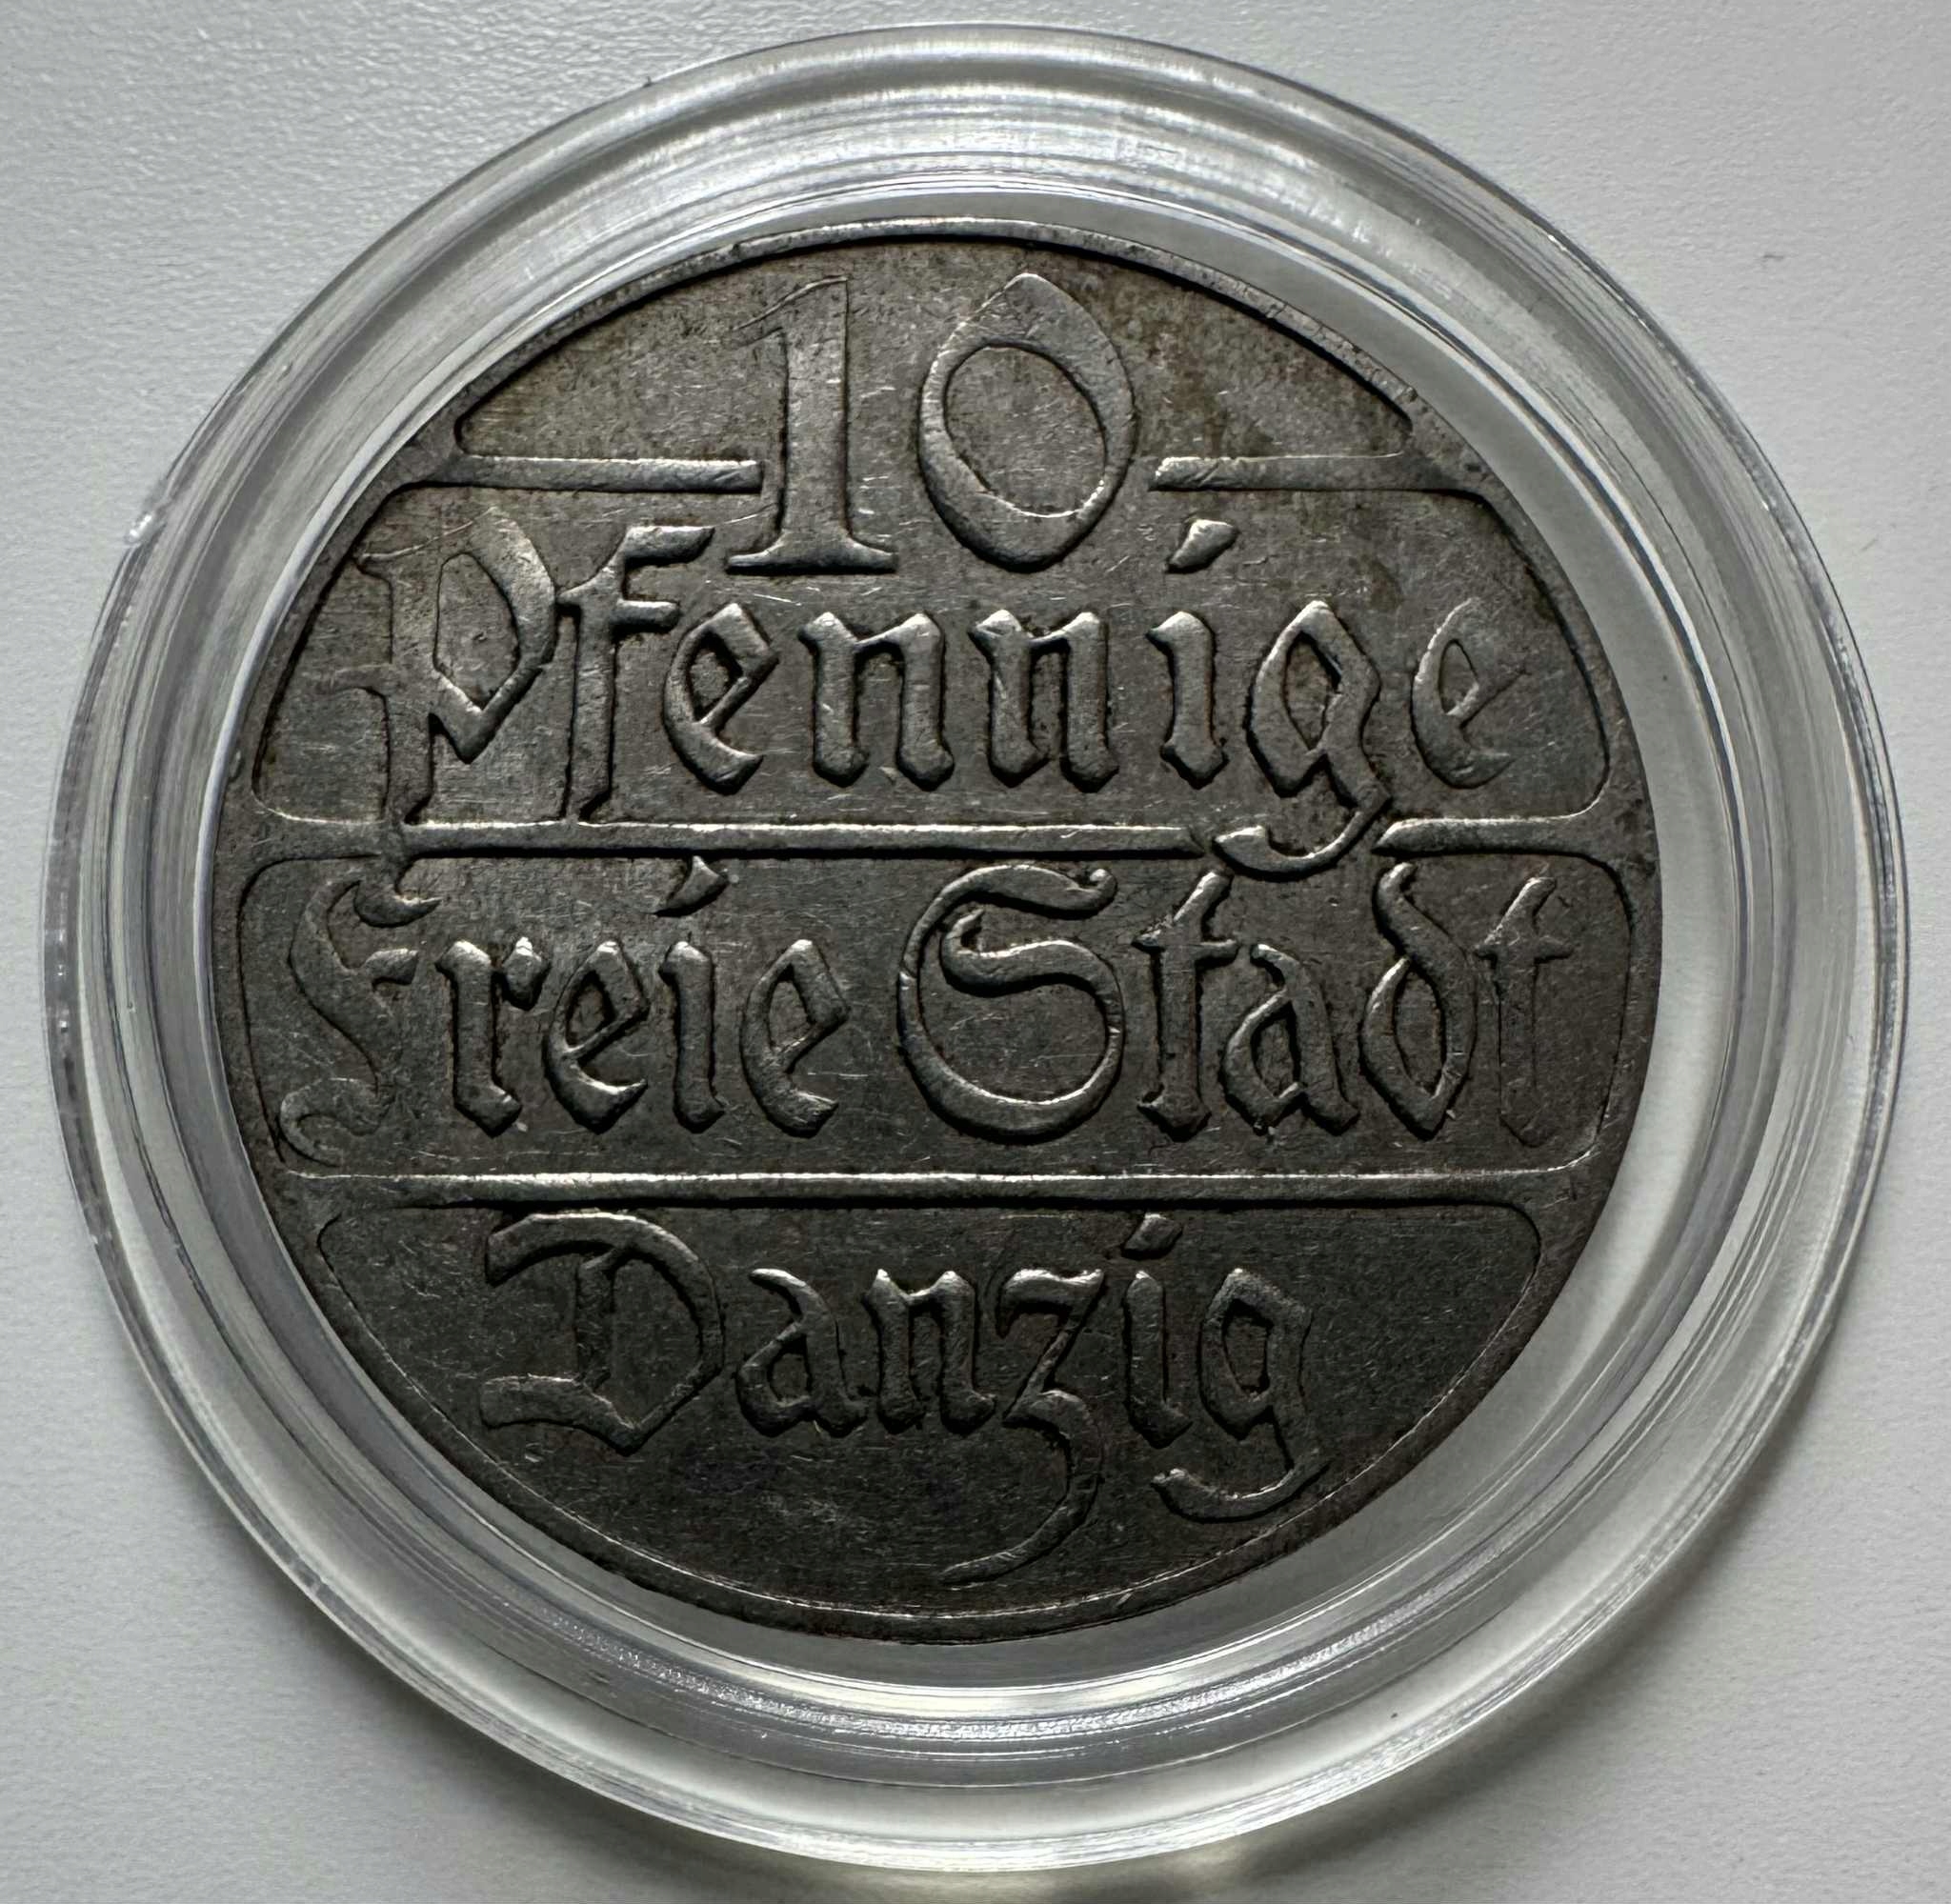 10
Pfennige
Freie Stadt
Danzig